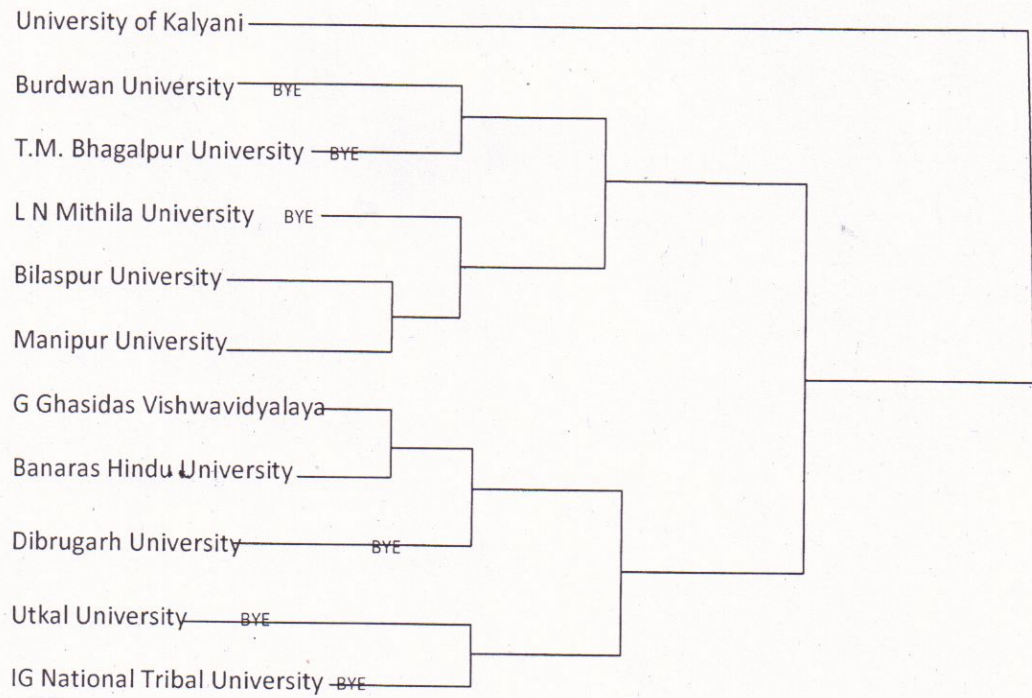 University of Kalyani
Burdwan University BYE
T.M. Bhagalpur University BYE
L N Mithila University BYE
Bilaspur University
Manipur University
G Ghasidas Vishwavidyalaya
Banaras Hindu University
Dibrugarh University BYE
Utkal University BYE
IG National Tribal University BYE